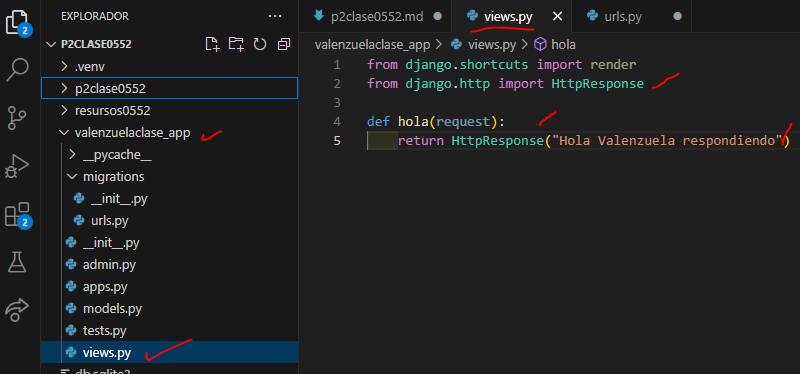 EXPLORADOR
P2CLASE0552
.venv
p2clase0552
resursos0552
valenzuelaclase_app
__pycache__
migrations
__init__.py
urls.py
__init__.py
admin.py
apps.py
models.py
tests.py
views.py
db.sqlite3
2
2
p2clase0552.md
views.py
urls.py
valenzuelaclase_app > views.py > hola
1 from django.shortcuts import render
2 from django.http import HttpResponse
3
4 def hola(request):
5 return HttpResponse("Hola Valenzuela respondiendo")